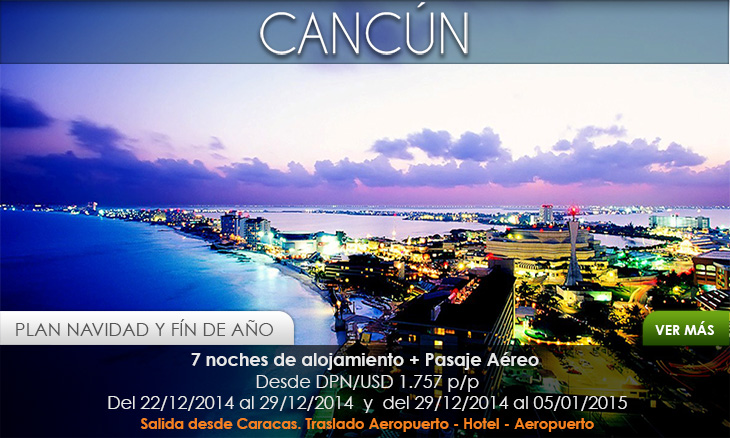 CANCÚN
PLAN NAVIDAD Y FÍN DE AÑO
VER MÁS
7 noches de alojamiento + Pasaje Aéreo
Desde DPN/USD 1.757 p/p
Del 22/12/2014 al 29/12/2014 y del 29/12/2014 al 05/01/2015
Salida desde Caracas. Traslado Aeropuerto - Hotel - Aeropuerto